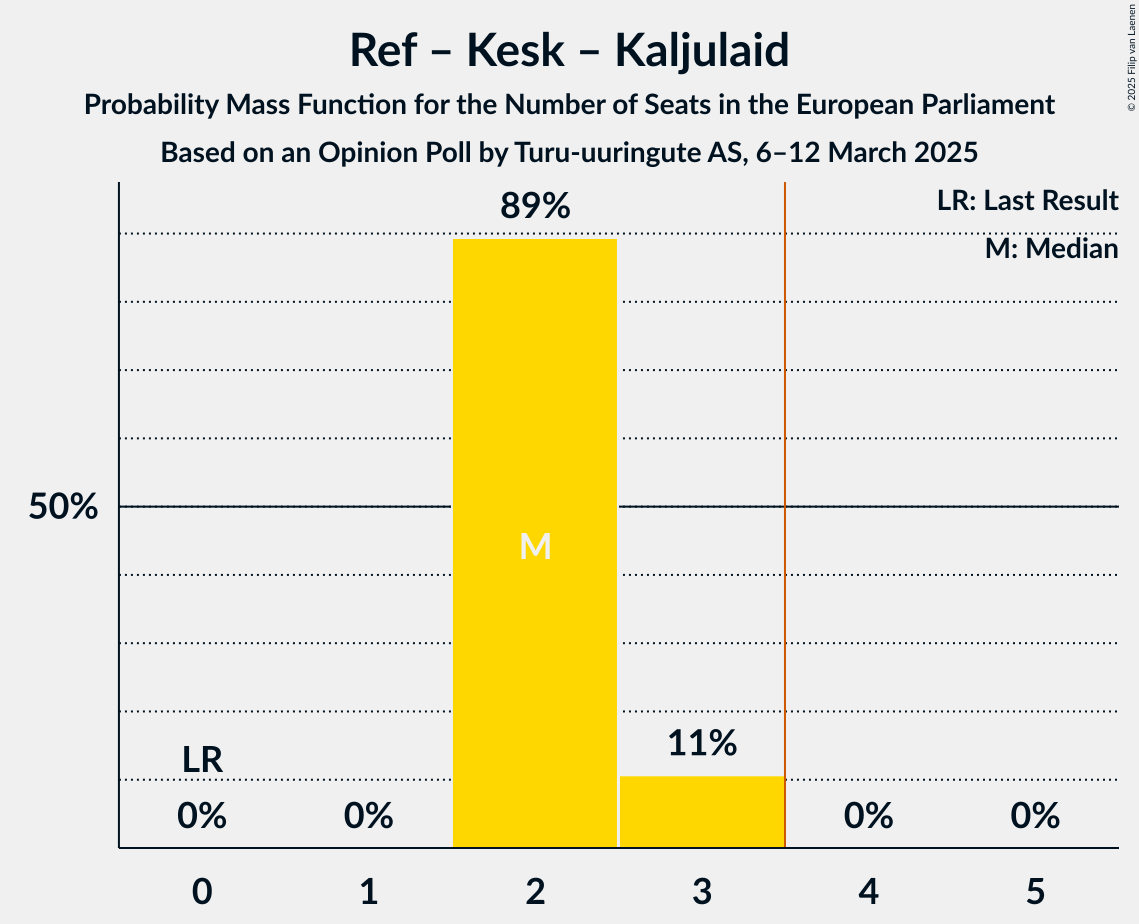 Ref – Kesk – Kaljulaid
Probability Mass Function for the Number of Seats in the European Parliament
Based on an Opinion Poll by Turu-uuringute AS, 6–12 March 2025
© 2025 Filip van Laenen
LR: Last Result
M: Median
89%
50%
M
11%
LR
0%
0%
0%
0%
0
1
2
3
4
5